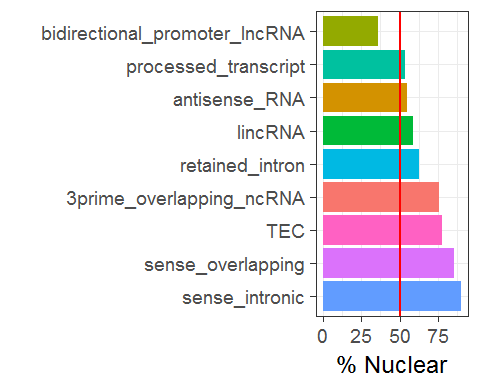 bidirectional_promoter_lncRNA
processed_transcript
antisense_RNA
lincRNA
retained_intron
3prime_overlapping_ncRNA
TEC
sense_overlapping
sense_intronic
0 25 50 75
% Nuclear